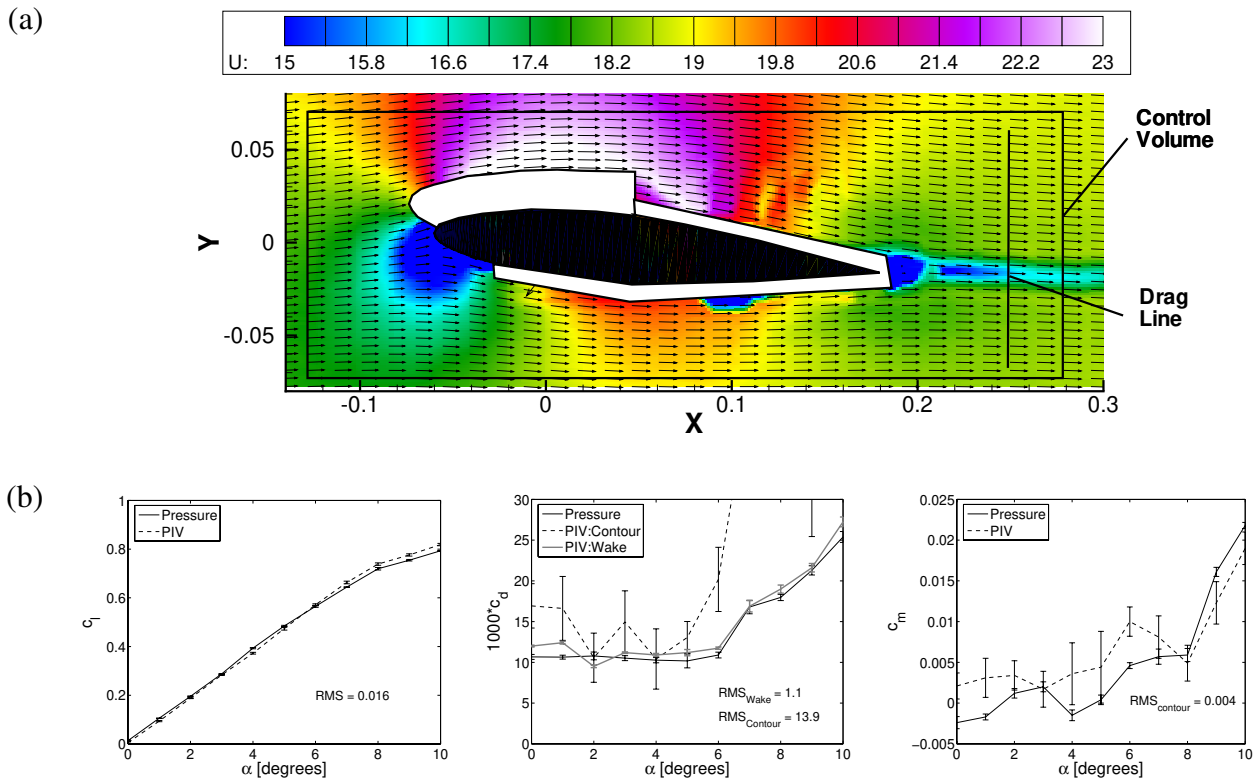 (a)
U: 15 15.8 16.6 17.4 18.2 19 19.8 20.6 21.4 22.2 23
Control
Volume
Drag
Line
Y
0.05
0
-0.05
-0.1 0 0.1 0.2 0.3
X
(b)
Pressure
PIV
c_l
1
0.8
0.6
0.4
0.2
0
RMS = 0.016
0 2 4 6 8 10
α [degrees]
Pressure
PIV:Contour
PIV:Wake
1000*c_d
30
25
20
15
10
5
0
RMS_Wake = 1.1
RMS_Contour = 13.9
0 2 4 6 8 10
α [degrees]
Pressure
PIV
c_m
0.025
0.02
0.015
0.01
0.005
0
−0.005
RMS_contour = 0.004
0 2 4 6 8 10
α [degrees]